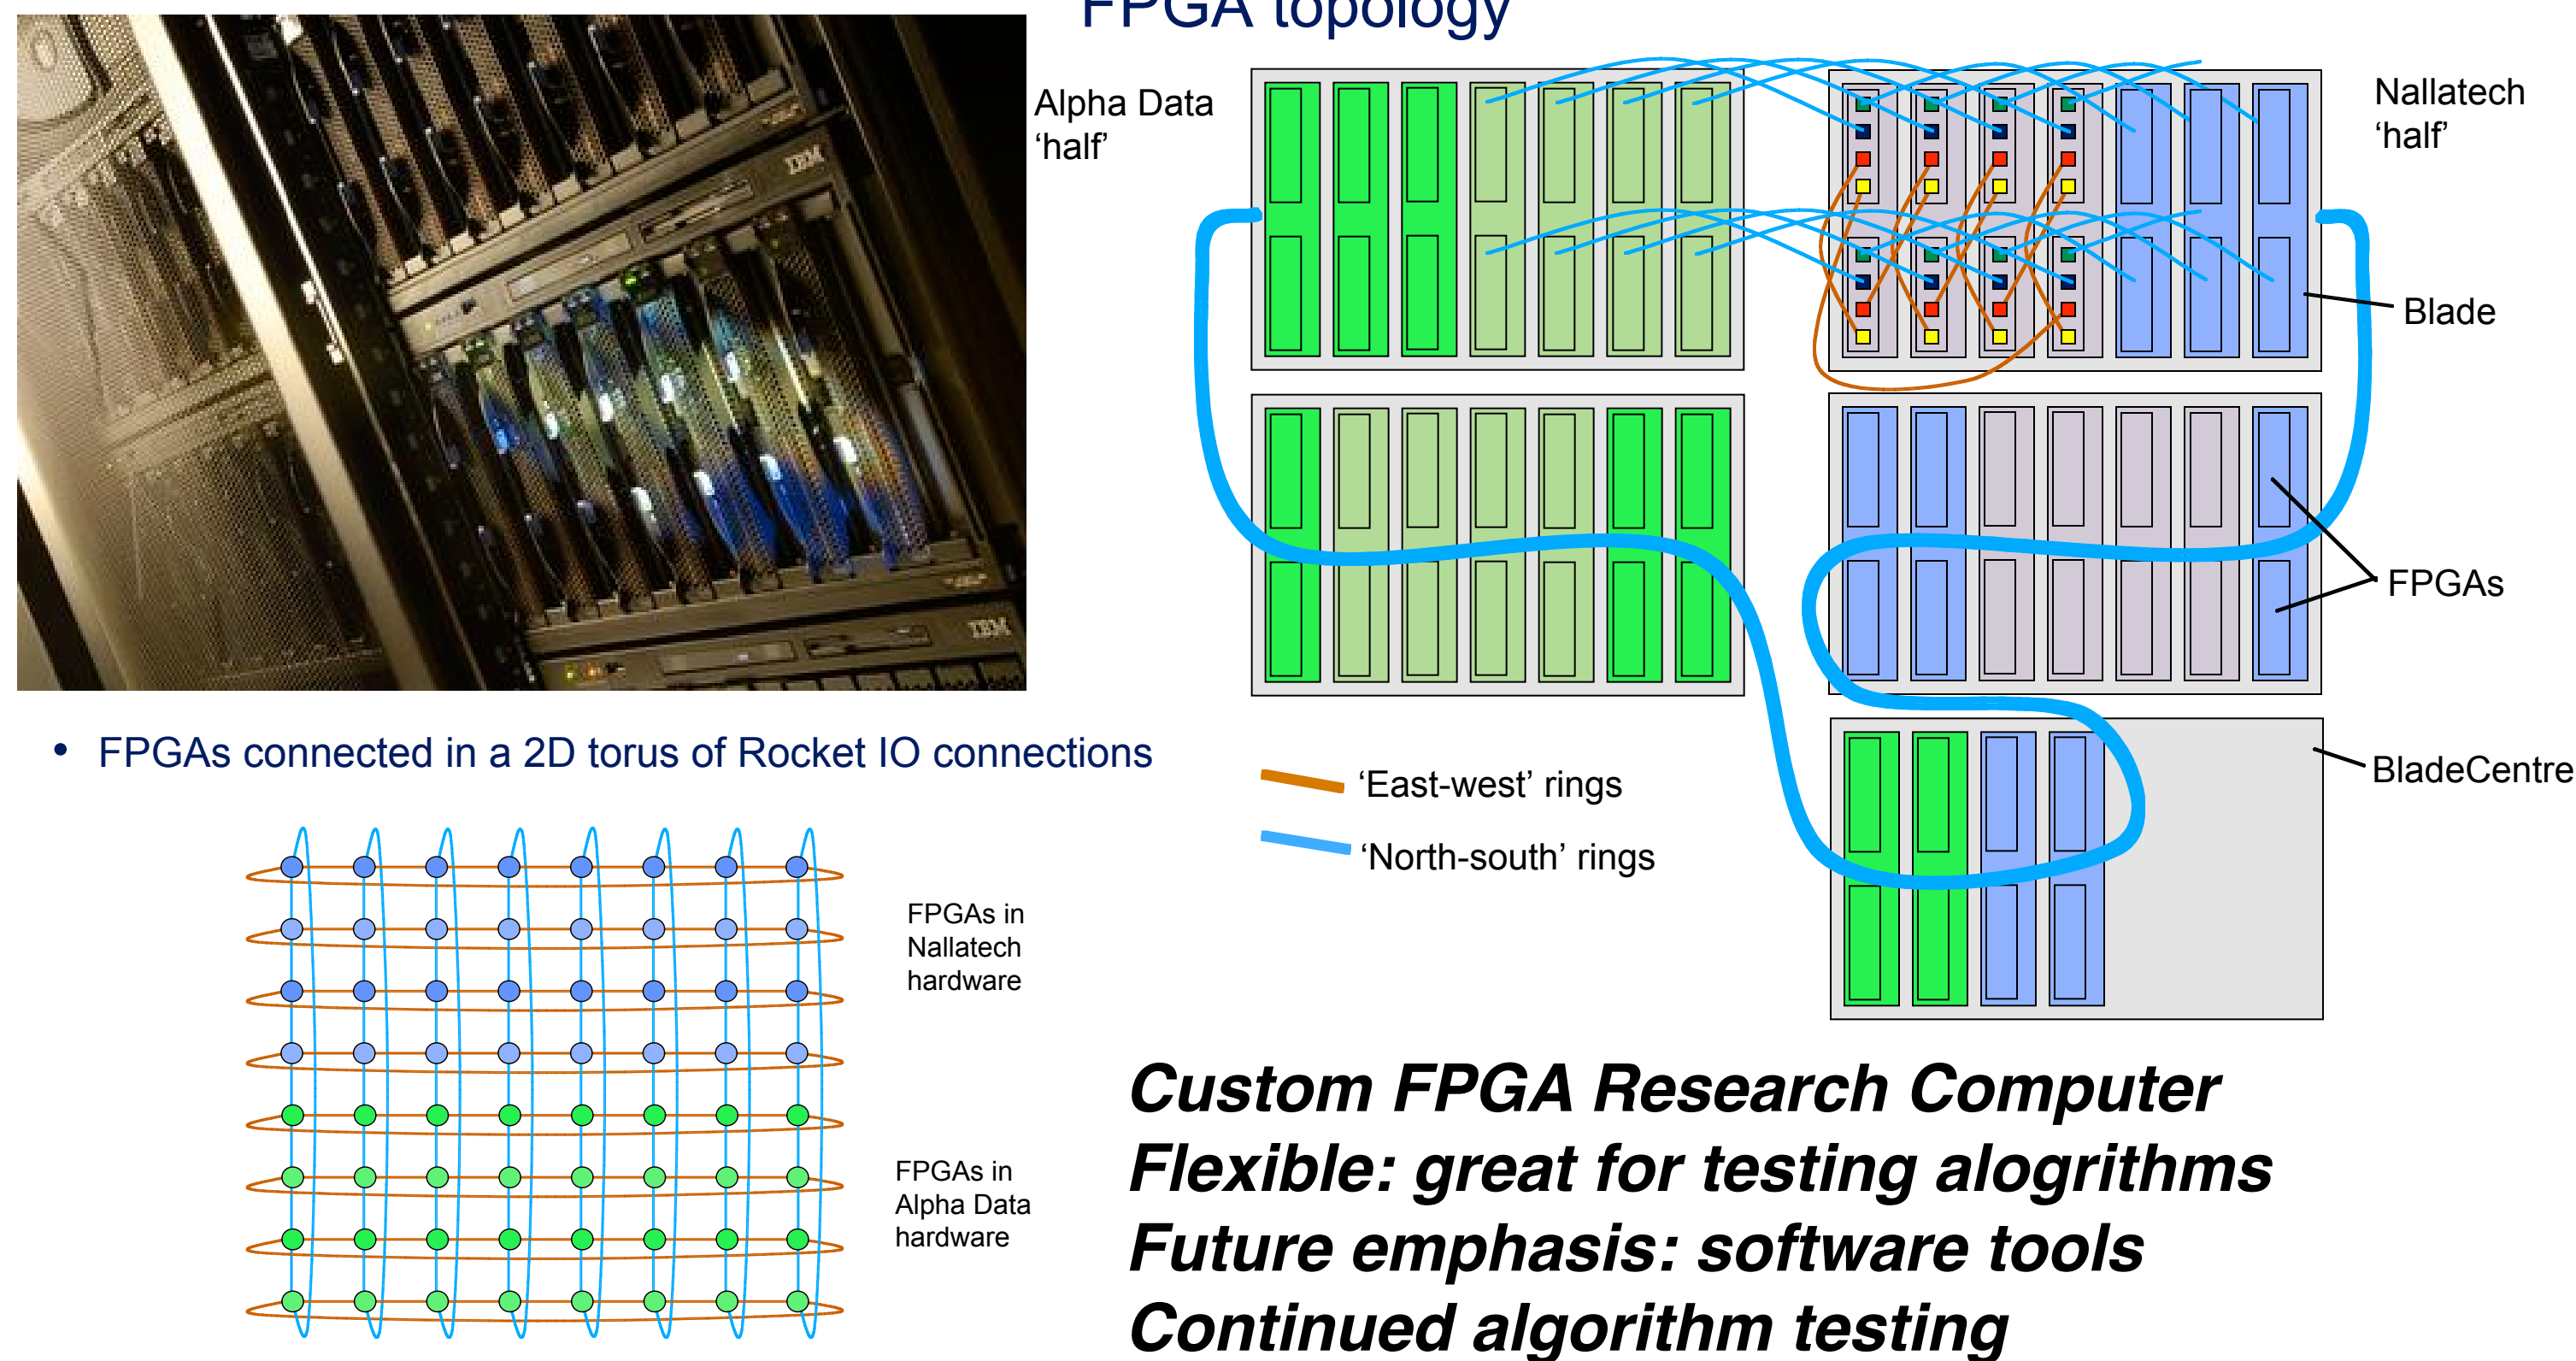 FPGA topology
Alpha Data
‘half’
Nallatech
‘half’
IBM
Blade
FPGAs
IBM
• FPGAs connected in a 2D torus of Rocket IO connections
BladeCentre
‘East-west’ rings
‘North-south’ rings
FPGAs in
Nallatech
hardware
FPGAs in
Alpha Data
hardware
Custom FPGA Research Computer
Flexible: great for testing alogrithms
Future emphasis: software tools
Continued algorithm testing